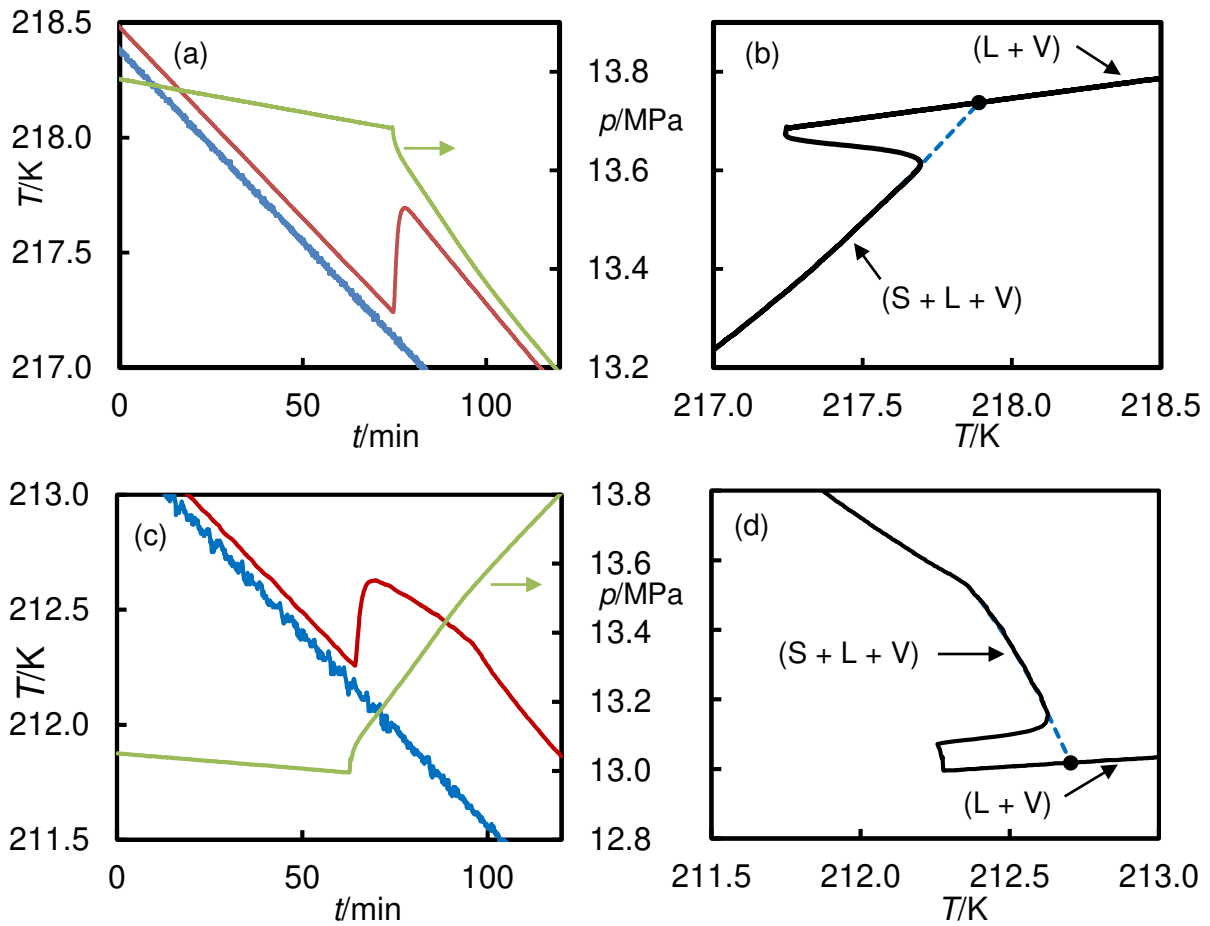 218.5
218.0
217.5
217.0
T/K
(a)
0
50
100
t/min
13.8
p/MPa
13.6
13.4
13.2
(b)
(L + V)
(S + L + V)
217.0
217.5
218.0
218.5
T/K
213.0
212.5
212.0
211.5
T/K
(c)
0
50
100
t/min
13.8
13.6
p/MPa
13.4
13.2
13.0
12.8
(d)
(S + L + V)
(L + V)
211.5
212.0
212.5
213.0
T/K